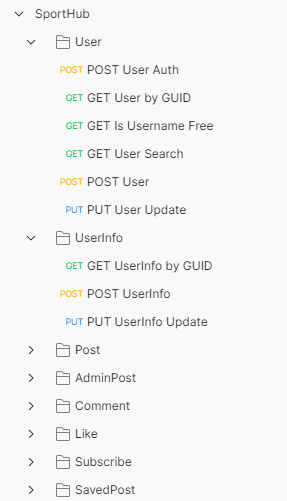 SportHub
User
POST POST User Auth
GET GET User by GUID
GET GET Is Username Free
GET GET User Search
POST POST User
PUT PUT User Update
UserInfo
GET GET UserInfo by GUID
POST POST UserInfo
PUT PUT UserInfo Update
Post
AdminPost
Comment
Like
Subscribe
SavedPost